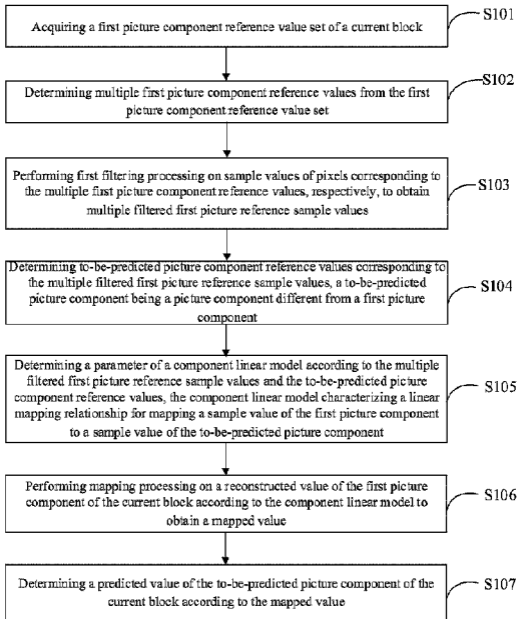 Acquiring a first picture component reference value set of a current block
S101
Determining multiple first picture component reference values from the first
picture component reference value set
S102
Performing first filtering processing on sample values of pixels corresponding to
the multiple first picture component reference values, respectively, to obtain
multiple filtered first picture reference sample values
S103
Determining to-be-predicted picture component reference values corresponding to
the multiple filtered first picture reference sample values, a to-be-predicted
picture component being a picture component different from a first picture
component
S104
Determining a parameter of a component linear model according to the multiple
filtered first picture reference sample values and the to-be-predicted picture
component reference values, the component linear model characterizing a linear
mapping relationship for mapping a sample value of the first picture component
to a sample value of the to-be-predicted picture component
S105
Performing mapping processing on a reconstructed value of the first picture
component of the current block according to the component linear model to
obtain a mapped value
S106
Determining a predicted value of the to-be-predicted picture component of the
current block according to the mapped value
S107